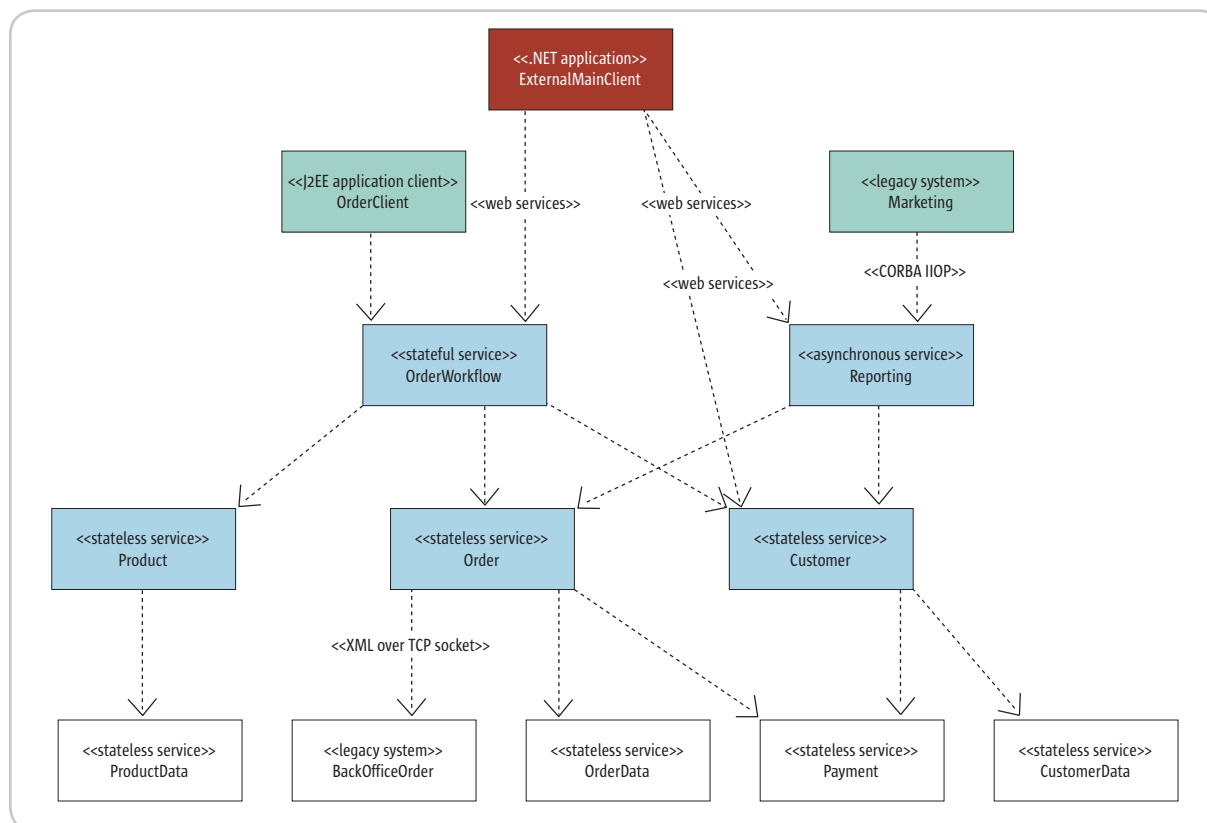 <<.NET application>>
ExternalMainClient
<<J2EE application client>>
OrderClient
<<web services>>
<<web services>>
<<legacy system>>
Marketing
<<web services>>
<<CORBA IIOP>>
<<stateful service>>
OrderWorkflow
<<asynchronous service>>
Reporting
<<stateless service>>
Product
<<stateless service>>
Order
<<stateless service>>
Customer
<<XML over TCP socket>>
<<stateless service>>
ProductData
<<legacy system>>
BackOfficeOrder
<<stateless service>>
OrderData
<<stateless service>>
Payment
<<stateless service>>
CustomerData